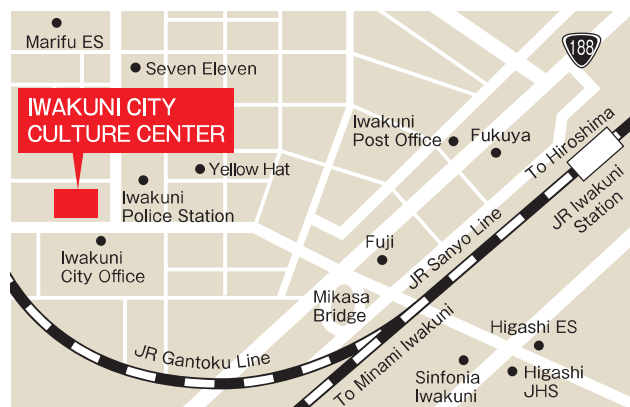 Marifu ES
Seven Eleven
188
IWAKUNI CITY
CULTURE CENTER
Iwakuni
Post Office
Fukuya
To Hiroshima
Yellow Hat
Iwakuni
Police Station
JR Iwakuni
Station
Iwakuni
City Office
Fuji
JR Sanyo Line
Mikasa
Bridge
JR Gantoku Line
To Minami Iwakuni
Higashi ES
Sinfonia
Iwakuni
Higashi
JHS